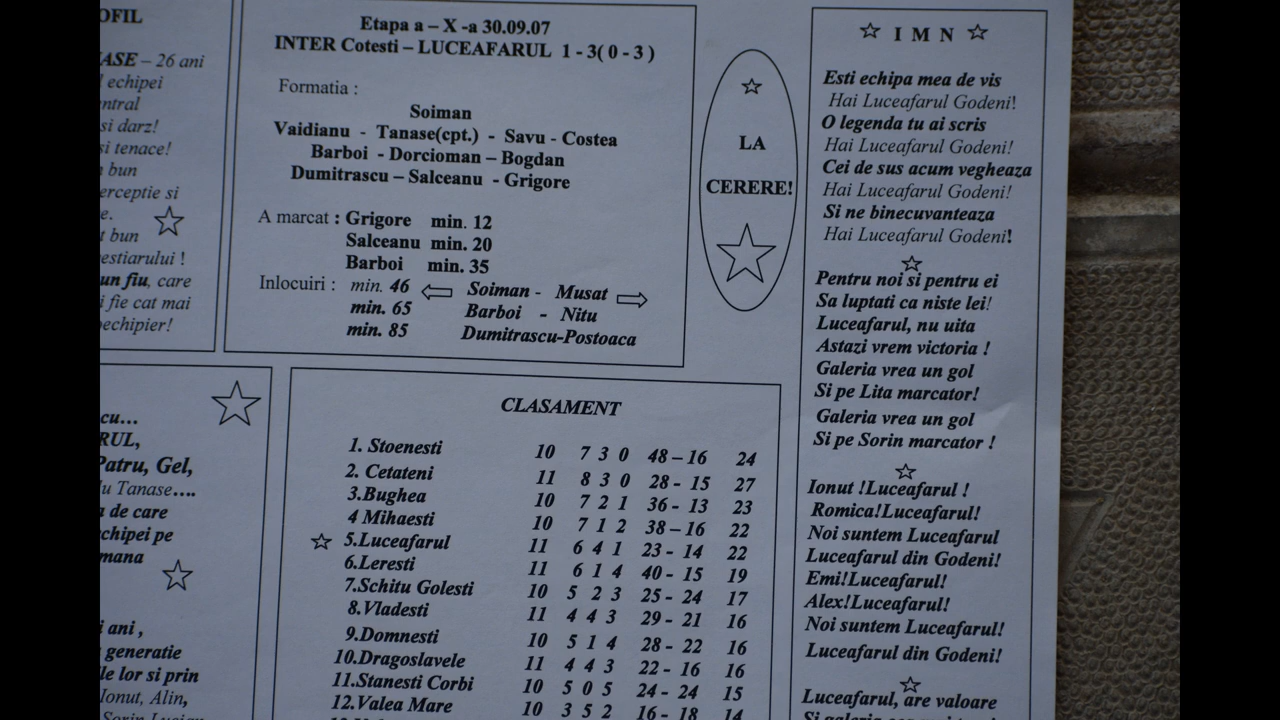 OFIL
ASE – 26 ani
l echipei
entral
si darz!
si tenace!
bun
erceptie si
e.
t bun
estiarului !
un fiu, care
i fie cat mai
echipier!
Etapa a – X -a 30.09.07
INTER Cotesti – LUCEAFARUL 1 - 3( 0 - 3 )
Formatia :
Soiman
Vaidianu - Tanase(cpt.) - Savu - Costea
Barboi - Dorcioman – Bogdan
Dumitrascu – Salceanu - Grigore
A marcat : Grigore min. 12
Salceanu min. 20
Barboi min. 35
Inlocuiri : min. 46 Soiman - Musat
min. 65 Barboi - Nitu
min. 85 Dumitrascu-Postoaca
LA
CERERE!
I M N
Esti echipa mea de vis
Hai Luceafarul Godeni!
O legenda tu ai scris
Hai Luceafarul Godeni!
Cei de sus acum vegheaza
Hai Luceafarul Godeni!
Si ne binecuvanteaza
Hai Luceafarul Godeni!
Pentru noi si pentru ei
Sa luptati ca niste lei!
Luceafarul, nu uita
Astazi vrem victoria !
Galeria vrea un gol
Si pe Lita marcator!
Galeria vrea un gol
Si pe Sorin marcator !
Ionut !Luceafarul !
Romica!Luceafarul!
Noi suntem Luceafarul
Luceafarul din Godeni!
Emi!Luceafarul!
Alex!Luceafarul!
Noi suntem Luceafarul!
Luceafarul din Godeni!
Luceafarul, are valoare
cu...
RUL,
Patru, Gel,
lu Tanase....
a de care
echipei pe
mana
i ani ,
generatie
le lor si prin
Ionut, Alin,
CLASAMENT
1. Stoenesti 10 7 3 0 48 – 16 24
2. Cetateni 11 8 3 0 28 - 15 27
3.Bughea 10 7 2 1 36 - 13 23
4 Mihaesti 10 7 1 2 38 – 16 22
5.Luceafarul 11 6 4 1 23 - 14 22
6.Leresti 11 6 1 4 40 - 15 19
7.Schitu Golesti 10 5 2 3 25 - 24 17
8.Vladesti 11 4 4 3 29 - 21 16
9.Domnesti 10 5 1 4 28 – 22 16
10.Dragoslavele 11 4 4 3 22 - 16 16
11.Stanesti Corbi 10 5 0 5 24 - 24 15
12.Valea Mare 10 3 5 2 16 - 18 14